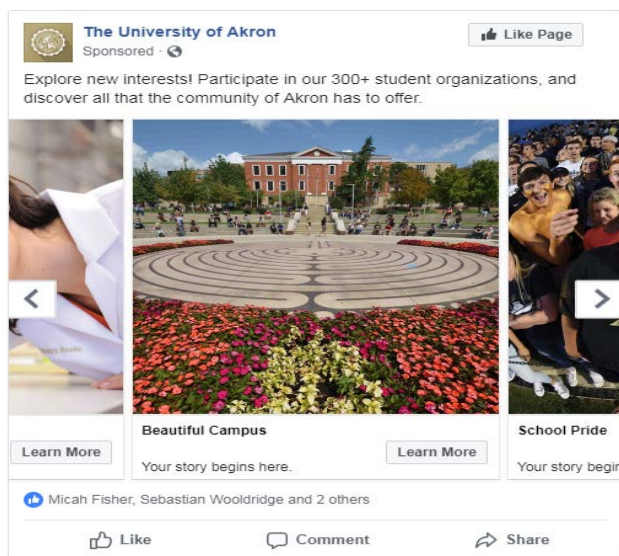 The University of Akron
Sponsored ·
Like Page
Explore new interests! Participate in our 300+ student organizations, and
discover all that the community of Akron has to offer.
Learn More
Beautiful Campus
Your story begins here.
Learn More
School Pride
Your story begin
Micah Fisher, Sebastian Wooldridge and 2 others
Like
Comment
Share